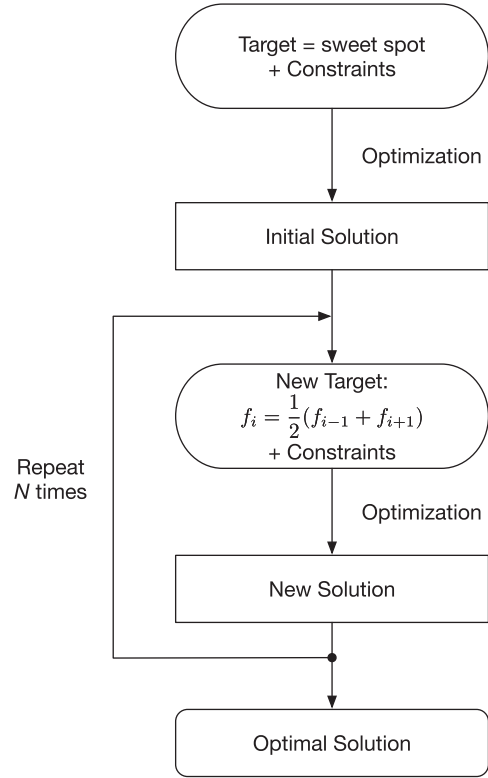 Target = sweet spot
+ Constraints
Optimization
Initial Solution
New Target:
f_i = \frac{1}{2}(f_{i-1} + f_{i+1})
+ Constraints
Repeat
N times
Optimization
New Solution
Optimal Solution